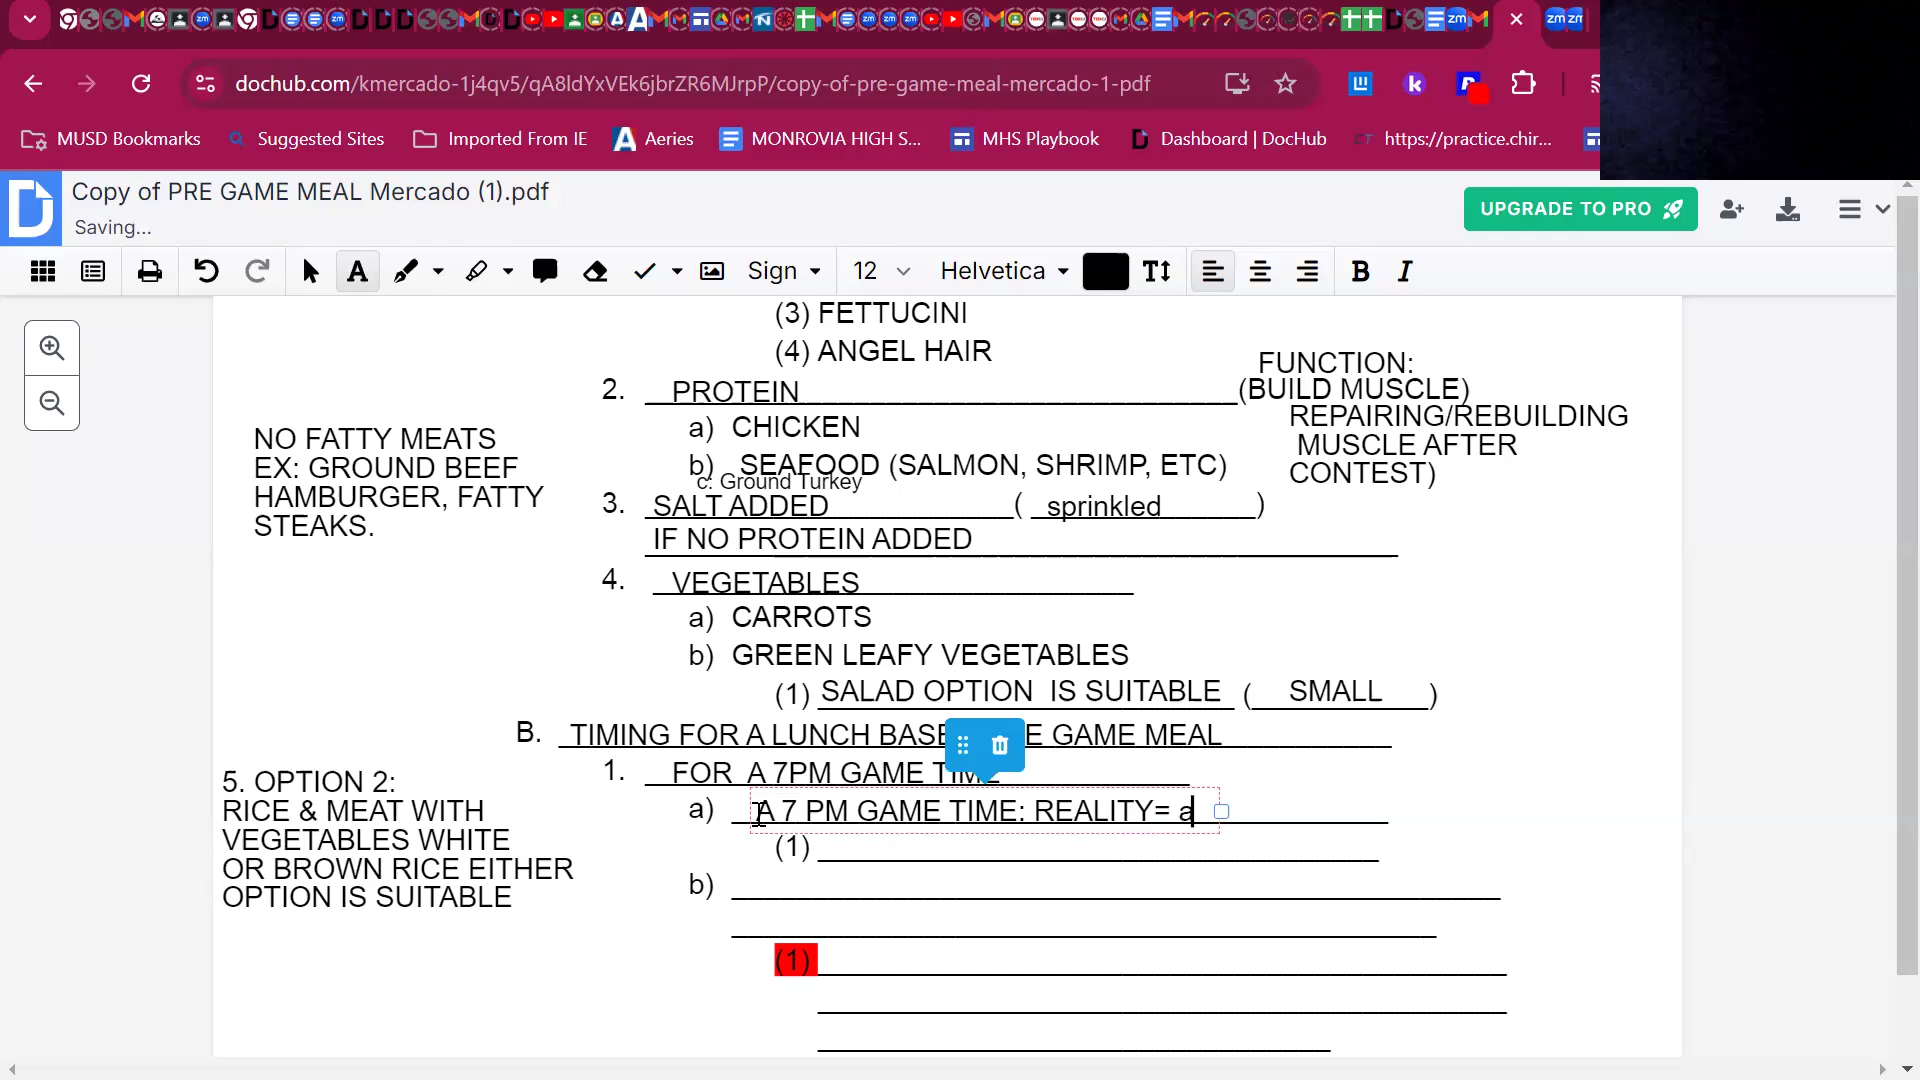 dochub.com/kmercado-1j4qv5/qA8ldYxVEk6jbrZR6MJrpP/copy-of-pre-game-meal-mercado-1-pdf
MUSD Bookmarks Suggested Sites Imported From IE Aeries MONROVIA HIGH S... MHS Playbook Dashboard | DocHub https://practice.chir...
Copy of PRE GAME MEAL Mercado (1).pdf
Saving...
UPGRADE TO PRO
Sign 12 Helvetica B I
(3) FETTUCINI
(4) ANGEL HAIR
FUNCTION:
2. PROTEIN (BUILD MUSCLE)
REPAIRING/REBUILDING
MUSCLE AFTER
CONTEST)
a) CHICKEN
b) SEAFOOD (SALMON, SHRIMP, ETC)
c: Ground Turkey
NO FATTY MEATS
EX: GROUND BEEF
HAMBURGER, FATTY
STEAKS.
3. SALT ADDED ( sprinkled )
IF NO PROTEIN ADDED
4. VEGETABLES
a) CARROTS
b) GREEN LEAFY VEGETABLES
(1) SALAD OPTION IS SUITABLE ( SMALL )
B. TIMING FOR A LUNCH BASE E GAME MEAL
1. FOR A 7PM GAME TIME
a) A 7 PM GAME TIME: REALITY= a
(1)
b)
(1)
5. OPTION 2:
RICE & MEAT WITH
VEGETABLES WHITE
OR BROWN RICE EITHER
OPTION IS SUITABLE